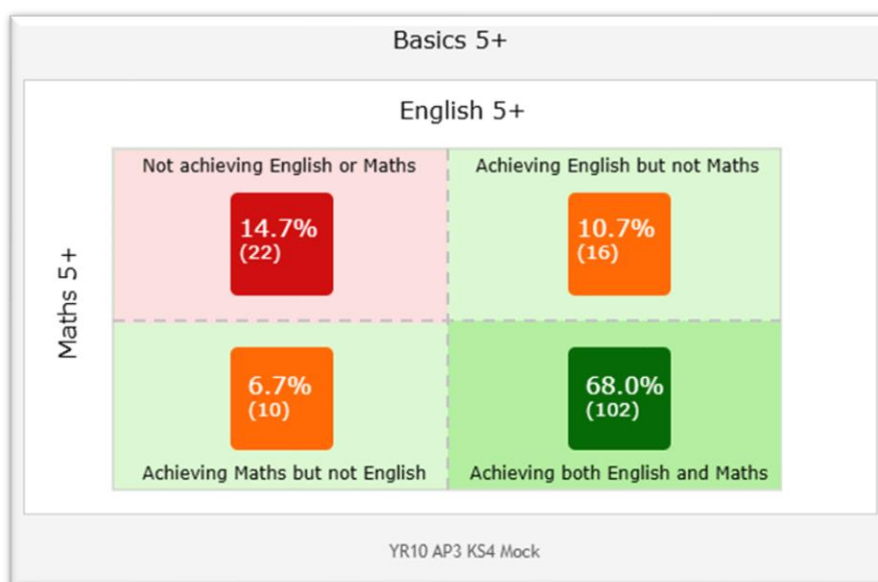 Basics 5+
English 5+
Maths 5+
Not achieving English or Maths
14.7%
(22)
Achieving English but not Maths
10.7%
(16)
6.7%
(10)
Achieving Maths but not English
68.0%
(102)
Achieving both English and Maths
YR10 AP3 KS4 Mock